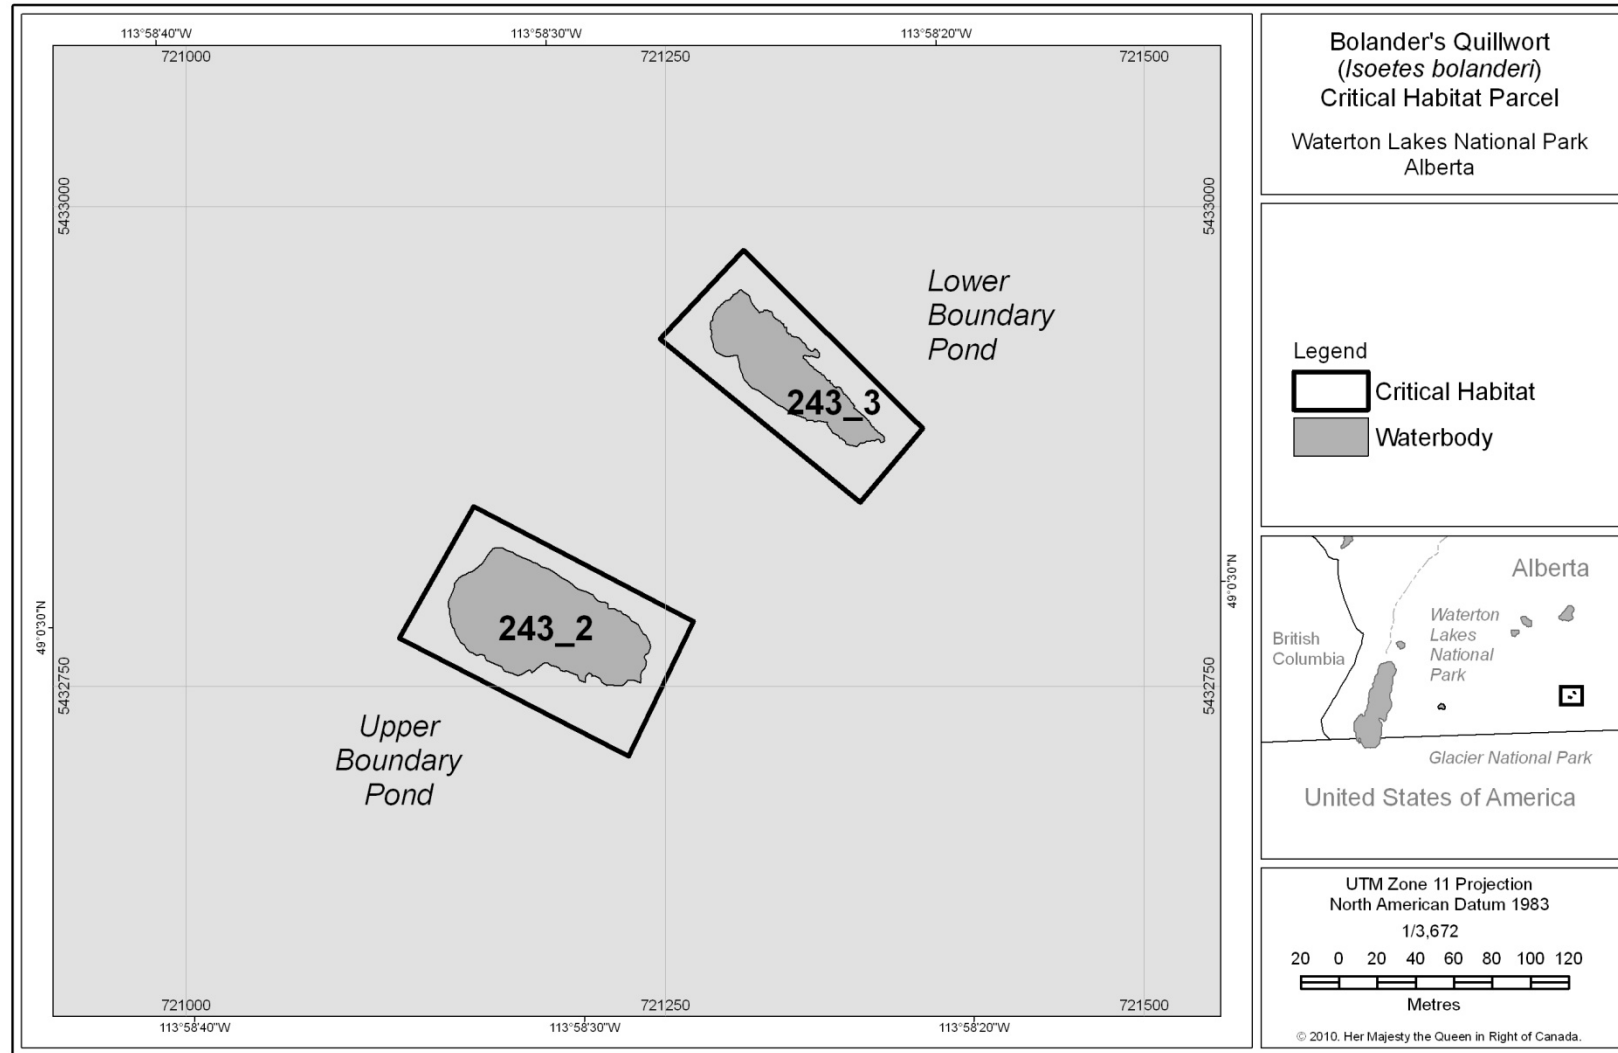 113°58'40"W
113°58'30"W
113°58'20"W
721000
721250
721500
5433000
5433000
Lower
Boundary
Pond
243_3
49°0'30"N
49°0'30"N
243_2
5432750
5432750
Upper
Boundary
Pond
721000
721250
721500
113°58'40"W
113°58'30"W
113°58'20"W
Bolander's Quillwort
(Isoetes bolanderi)
Critical Habitat Parcel
Waterton Lakes National Park
Alberta
Legend
Critical Habitat
Waterbody
Alberta
Waterton
Lakes
National
Park
British
Columbia
Glacier National Park
United States of America
UTM Zone 11 Projection
North American Datum 1983
1/3,672
20 0 20 40 60 80 100 120
Metres
© 2010. Her Majesty the Queen in Right of Canada.